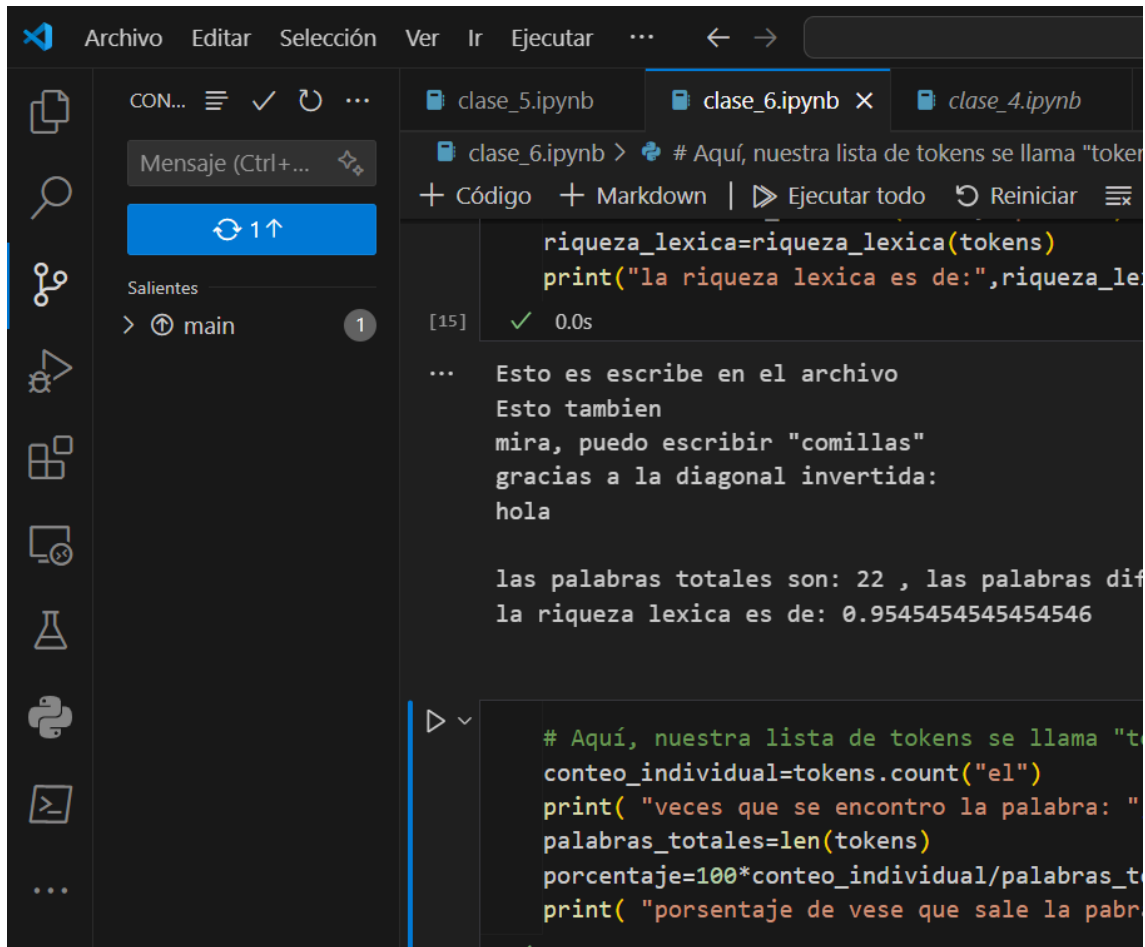 Archivo Editar Selección Ver Ir Ejecutar ...
CON...
Mensaje (Ctrl+...
1↑
Salientes
main 1
clase_5.ipynb clase_6.ipynb clase_4.ipynb
clase_6.ipynb > # Aquí, nuestra lista de tokens se llama "toker
+ Código + Markdown | Ejecutar todo Reiniciar
riqueza_lexica=riqueza_lexica(tokens)
print("la riqueza lexica es de:",riqueza_le
[15] ✓ 0.0s
... Esto es escribe en el archivo
Esto tambien
mira, puedo escribir "comillas"
gracias a la diagonal invertida:
hola
las palabras totales son: 22 , las palabras dif
la riqueza lexica es de: 0.9545454545454546
# Aquí, nuestra lista de tokens se llama "t
conteo_individual=tokens.count("el")
print( "veces que se encontro la palabra: "
palabras_totales=len(tokens)
porcentaje=100*conteo_individual/palabras_t
print( "porsentaje de vese que sale la pabr